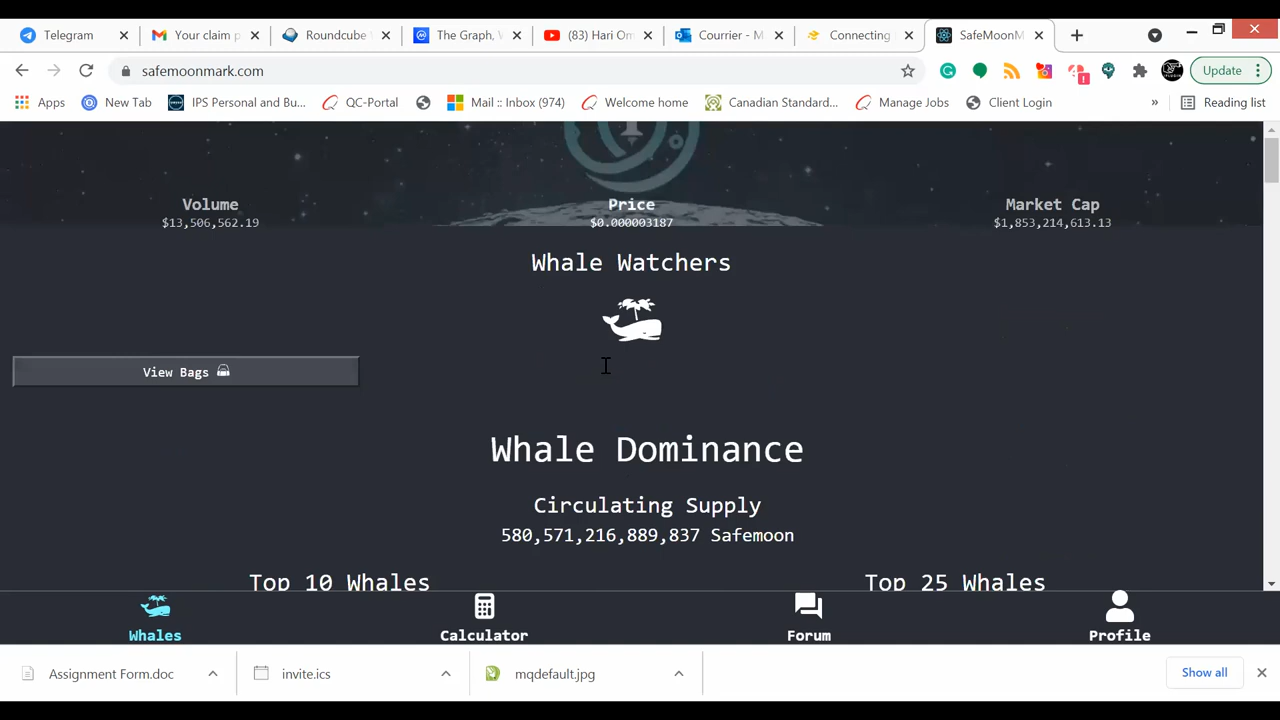 Telegram
Your claim p
Roundcube
The Graph, V
(83) Hari Om
Courrier - M
Connecting
SafeMoonM
safemoonmark.com
Update
Apps
New Tab
IPS Personal and Bu...
QC-Portal
Mail :: Inbox (974)
Welcome home
Canadian Standard...
Manage Jobs
Client Login
»
Reading list
Volume
$13,506,562.19
Price
$0.000003187
Market Cap
$1,853,214,613.13
Whale Watchers
View Bags
Whale Dominance
Circulating Supply
580,571,216,889,837 Safemoon
Top 10 Whales
Top 25 Whales
Whales
Calculator
Forum
Profile
Assignment Form.doc
invite.ics
mqdefault.jpg
Show all